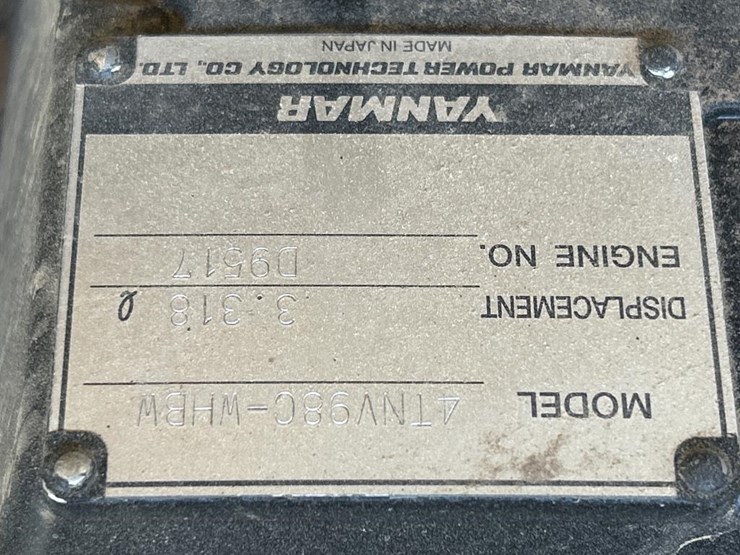 MODEL 4TNV98C-WHBW
DISPLACEMENT 3.318 ℓ
ENGINE NO. D9517
YANMAR
YANMAR POWER TECHNOLOGY CO., LTD.
MADE IN JAPAN